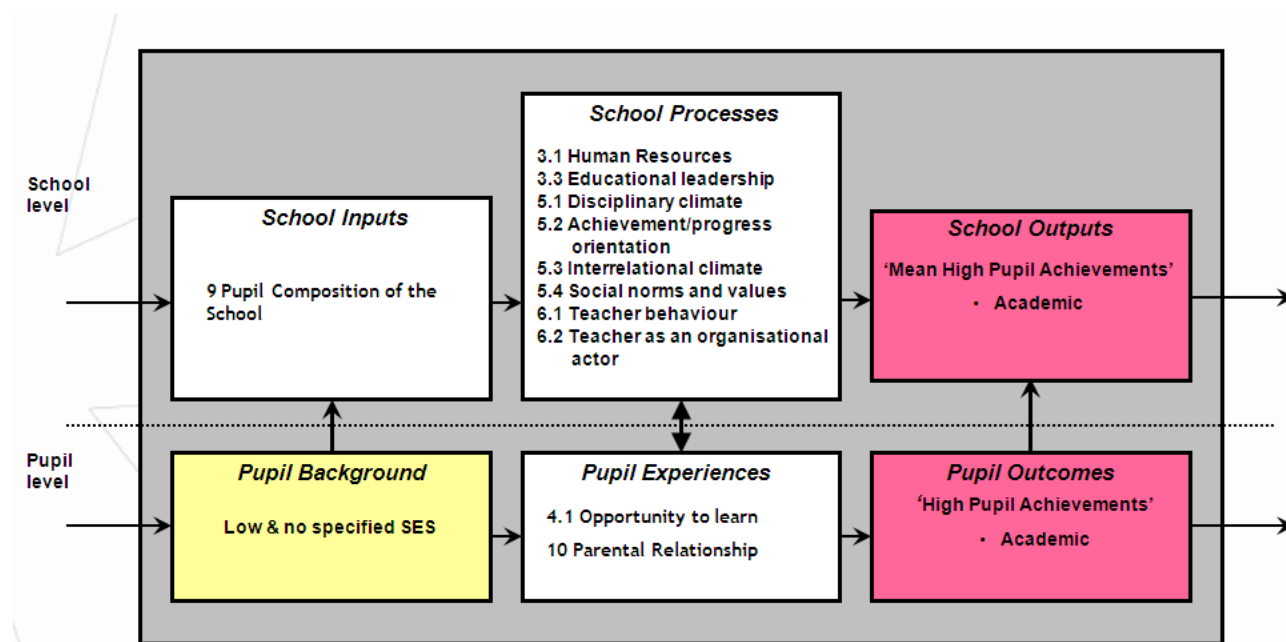 School Processes
3.1 Human Resources
3.3 Educational leadership
5.1 Disciplinary climate
5.2 Achievement/progress
orientation
5.3 Interrelational climate
5.4 Social norms and values
6.1 Teacher behaviour
6.2 Teacher as an organisational
actor
School
level
School Inputs
9 Pupil Composition of the
School
School Outputs
‘Mean High Pupil Achievements’
• Academic
Pupil
level
Pupil Background
Low & no specified SES
Pupil Experiences
4.1 Opportunity to learn
10 Parental Relationship
Pupil Outcomes
‘High Pupil Achievements’
• Academic